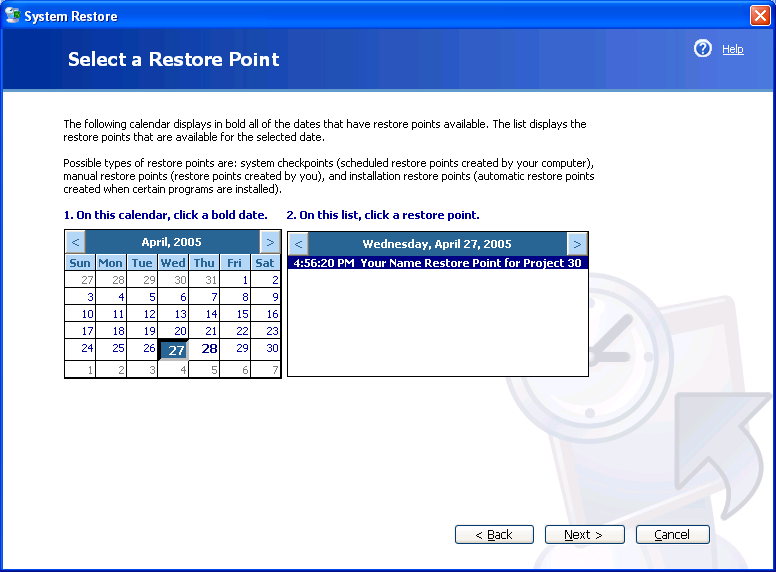 System Restore
Select a Restore Point
? Help
The following calendar displays in bold all of the dates that have restore points available. The list displays the
restore points that are available for the selected date.
Possible types of restore points are: system checkpoints (scheduled restore points created by your computer),
manual restore points (restore points created by you), and installation restore points (automatic restore points
created when certain programs are installed).
1. On this calendar, click a bold date.
2. On this list, click a restore point.
< April, 2005 >
Sun Mon Tue Wed Thu Fri Sat
27 28 29 30 31 1 2
3 4 5 6 7 8 9
10 11 12 13 14 15 16
17 18 19 20 21 22 23
24 25 26 27 28 29 30
1 2 3 4 5 6 7
< Wednesday, April 27, 2005 >
4:56:20 PM Your Name Restore Point for Project 30
< Back
Next >
Cancel